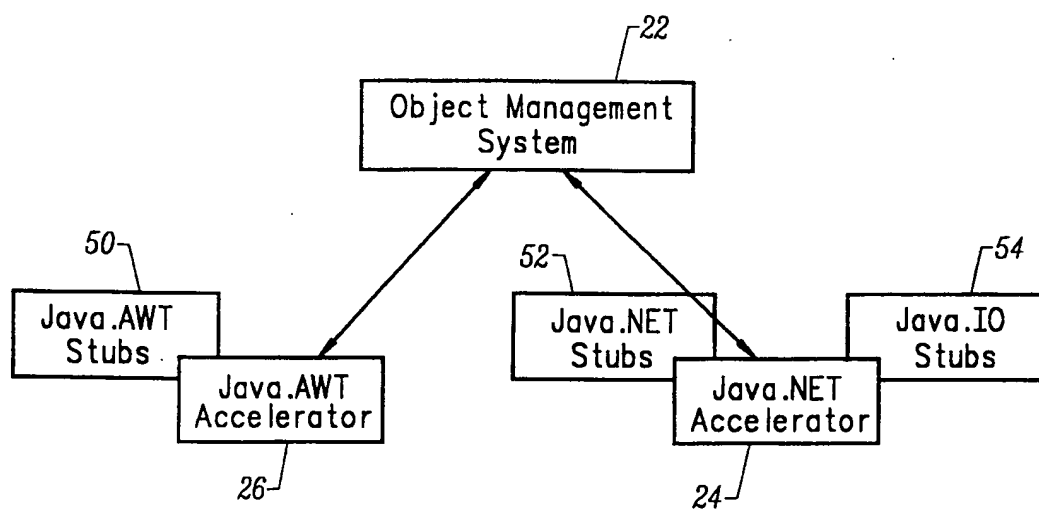 22
Object Management
System
50
52
54
Java.AWT
Stubs
Java.NET
Stubs
Java.IO
Stubs
Java.AWT
Accelerator
Java.NET
Accelerator
26
24